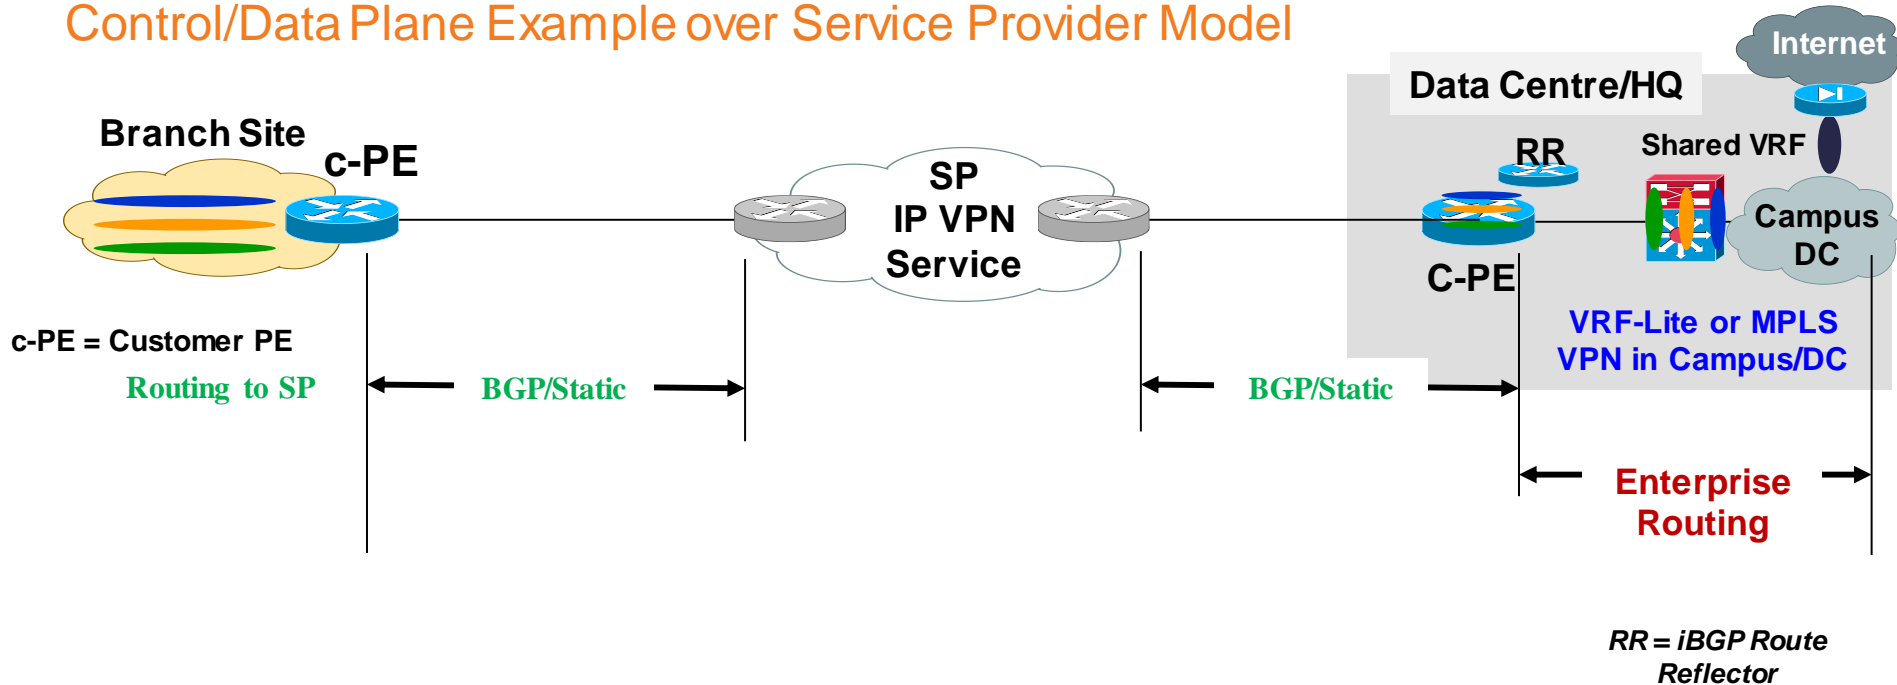 Control/Data Plane Example over Service Provider Model
Internet
Data Centre/HQ
Branch Site
c-PE
RR
Shared VRF
SP
IP VPN
Service
Campus
DC
C-PE
VRF-Lite or MPLS
VPN in Campus/DC
c-PE = Customer PE
Routing to SP
BGP/Static
BGP/Static
Enterprise
Routing
RR = iBGP Route
Reflector